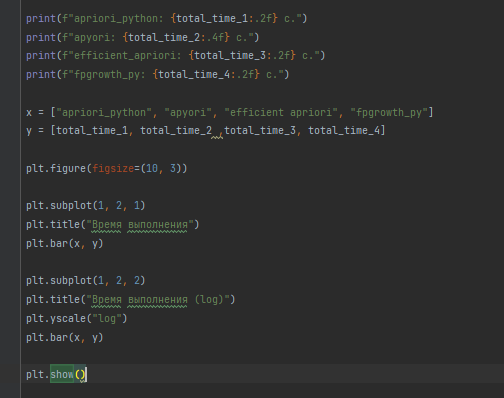 print(f"apriori_python: {total_time_1:.2f} с.")
print(f"apyori: {total_time_2:.4f} с.")
print(f"efficient_apriori: {total_time_3:.2f} с.")
print(f"fpgrowth_py: {total_time_4:.2f} с.")
x = ["apriori_python", "apyori", "efficient apriori", "fpgrowth_py"]
y = [total_time_1, total_time_2 ,total_time_3, total_time_4]
plt.figure(figsize=(10, 3))
plt.subplot(1, 2, 1)
plt.title("Время выполнения")
plt.bar(x, y)
plt.subplot(1, 2, 2)
plt.title("Время выполнения (log)")
plt.yscale("log")
plt.bar(x, y)
plt.show()